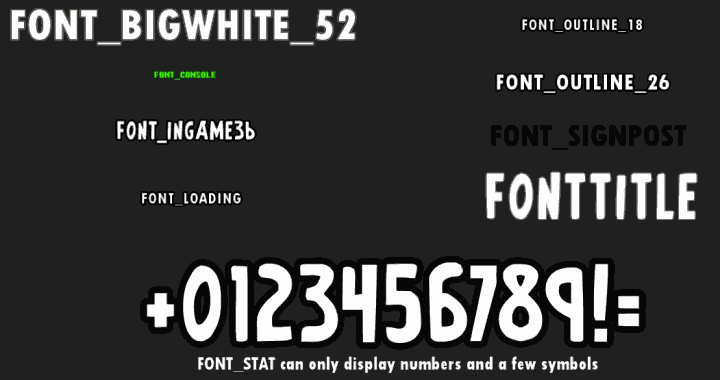 FONT_BIGWHITE_52
FONT_OUTLINE_18
FONT_CONSOLE
FONT_OUTLINE_26
FONT_INGAME36
FONT_SIGNPOST
FONT_LOADING
FONTTITLE
+0123456789!=
FONT_STAT can only display numbers and a few symbols